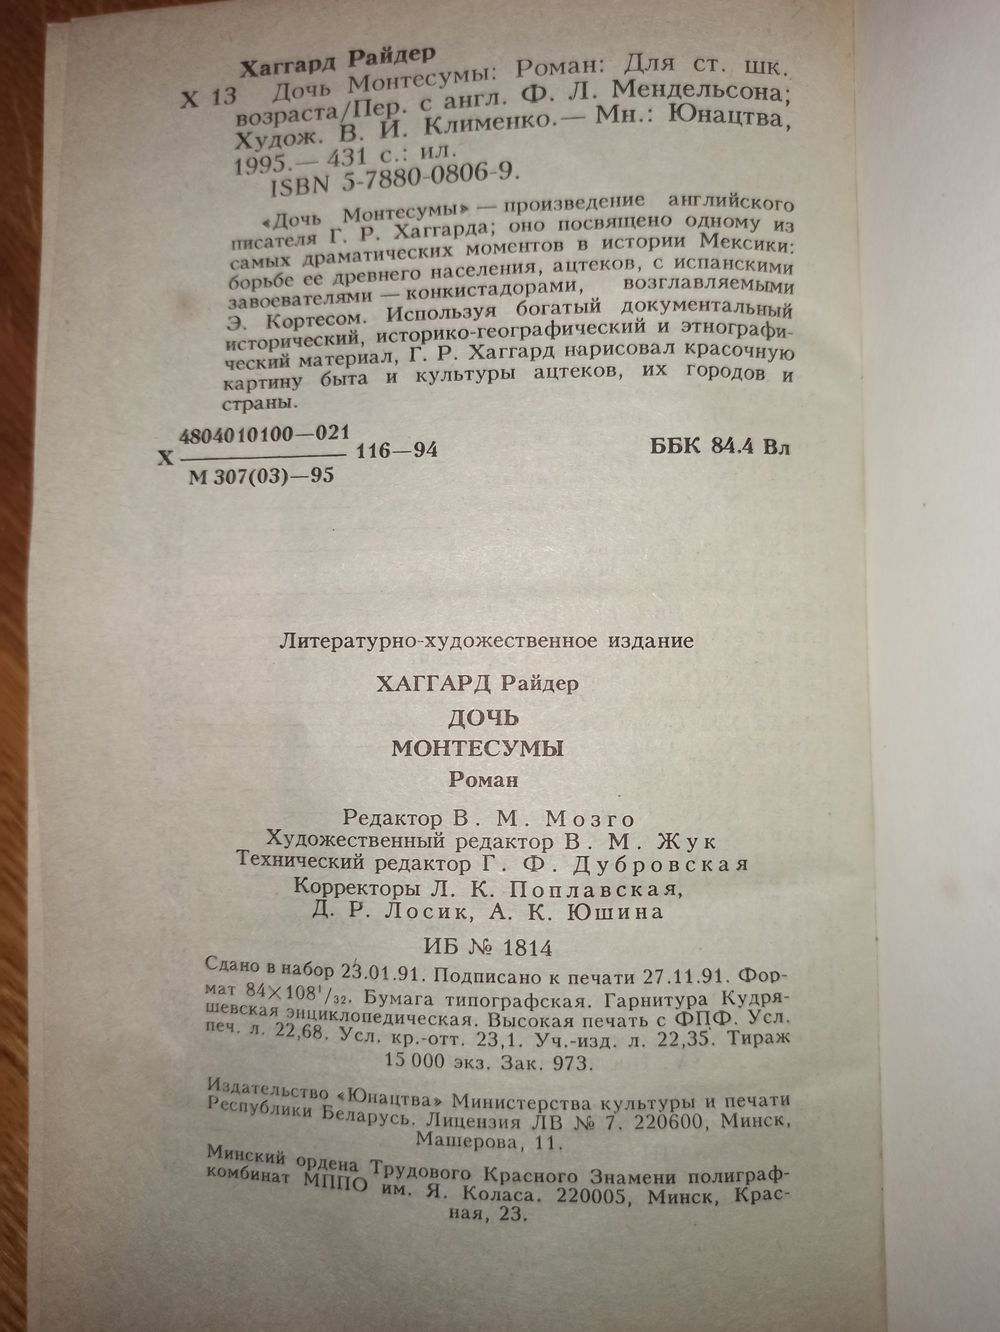 Хаггард Райдер
Х 13 Дочь Монтесумы: Роман: Для ст. шк.
возраста/Пер. с англ. Ф. Л. Мендельсона;
Худож. В. И. Клименко.— Мн.: Юнацтва,
1995.— 431 с.: ил.
ISBN 5-7880-0806-9.
«Дочь Монтесумы» — произведение английского
писателя Г. Р. Хаггарда; оно посвящено одному из
самых драматических моментов в истории Мексики:
борьбе ее древнего населения, ацтеков, с испанскими
завоевателями — конкистадорами, возглавляемыми
Э. Кортесом. Используя богатый документальный
исторический, историко-географический и этнографи-
ческий материал, Г. Р. Хаггард нарисовал красочную
картину быта и культуры ацтеков, их городов и
страны.
4804010100—021
Х 116—94 ББК 84.4 Вл
М 307(03)—95
Литературно-художественное издание
ХАГГАРД Райдер
ДОЧЬ
МОНТЕСУМЫ
Роман
Редактор В. М. Мозго
Художественный редактор В. М. Жук
Технический редактор Г. Ф. Дубровская
Корректоры Л. К. Поплавская,
Д. Р. Лосик, А. К. Юшина
ИБ № 1814
Сдано в набор 23.01.91. Подписано к печати 27.11.91. Фор-
мат 84×108¹/₃₂. Бумага типографская. Гарнитура Кудря-
шевская энциклопедическая. Высокая печать с ФПФ. Усл.
печ. л. 22,68. Усл. кр.-отт. 23,1. Уч.-изд. л. 22,35. Тираж
15 000 экз. Зак. 973.
Издательство «Юнацтва» Министерства культуры и печати
Республики Беларусь. Лицензия ЛВ № 7. 220600, Минск,
Машерова, 11.
Минский ордена Трудового Красного Знамени полиграф-
комбинат МППО им. Я. Коласа. 220005, Минск, Крас-
ная, 23.